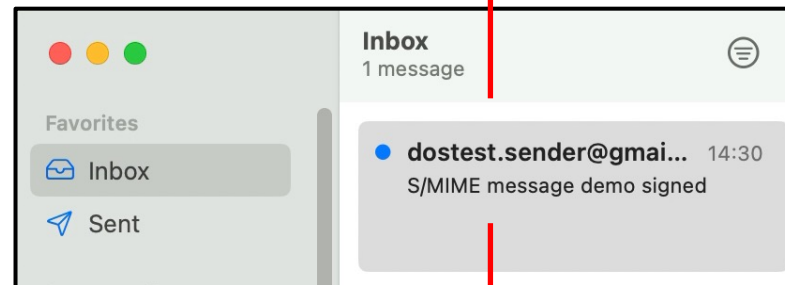 Inbox
1 message
Favorites
Inbox
Sent
dostest.sender@gmai... 14:30
S/MIME message demo signed